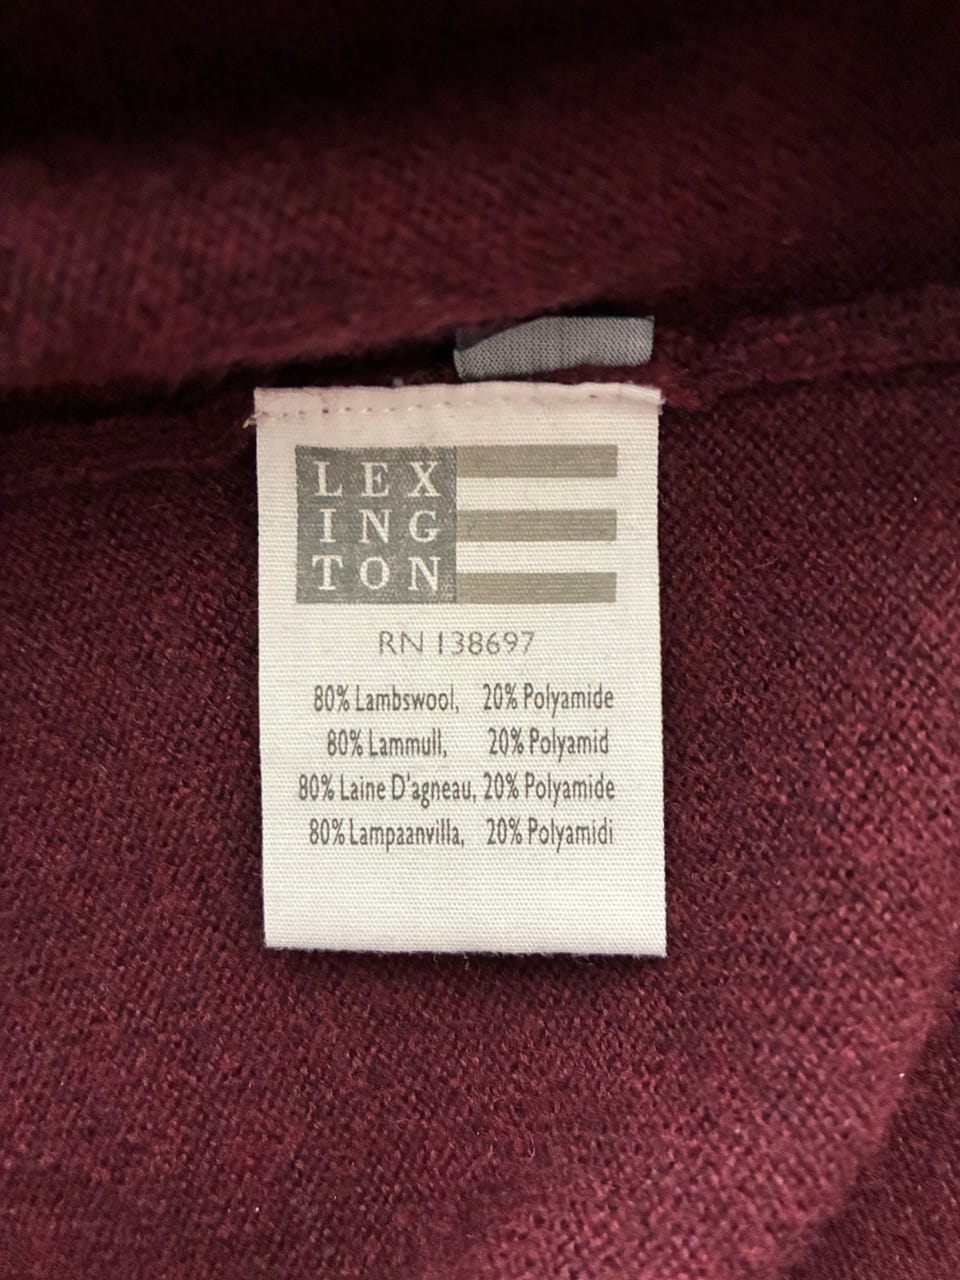 LEX
ING
TON
RN 138697
80% Lambswool, 20% Polyamide
80% Lammull, 20% Polyamid
80% Laine D'agneau, 20% Polyamide
80% Lampaanvilla, 20% Polyamidi